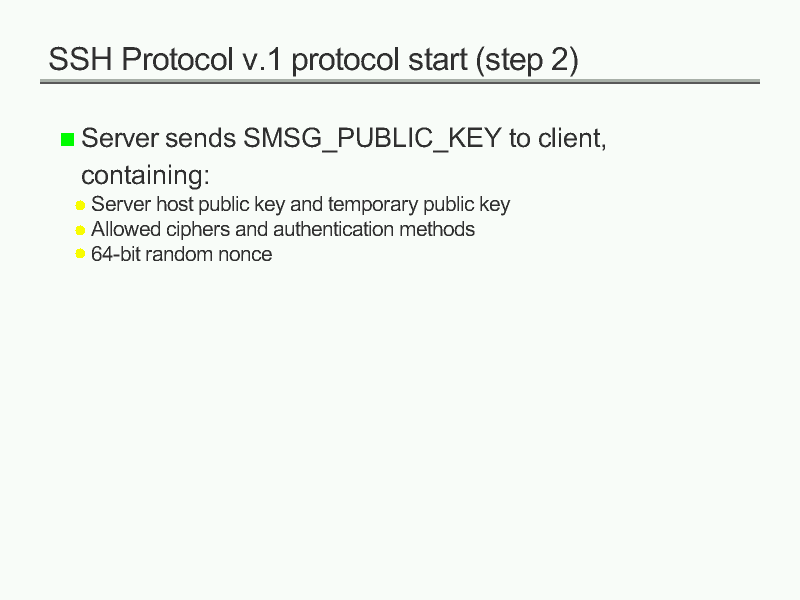 SSH Protocol v.1 protocol start (step 2)
Server sends SMSG_PUBLIC_KEY to client,
containing:
Server host public key and temporary public key
Allowed ciphers and authentication methods
64-bit random nonce